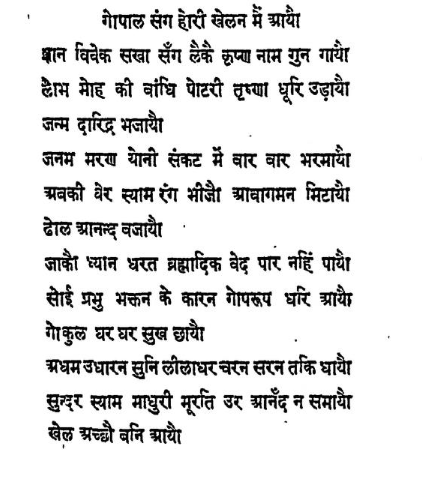 गोपाल संग होरी खेलन मैं आयौ
ज्ञान विवेक सखा सँग लैकै कृष्ण नाम गुन गायौ
लोभ मोह की वांधि पोटरी तृष्णा धूरि उड़ायौ
जन्म दारिद्र भजायौ
जनम मरण योनी संकट में वार वार भरमायौ
अबकी वेर स्याम रंग भीजौ आवागमन मिटायौ
ढोल आनन्द वजायौ
जाकौ ध्यान धरत ब्रह्मादिक वेद पार नहिं पायौ
सोई प्रभु भक्तन के कारन गोपरूप धरि आयौ
गोकुल घर घर सुख छायौ
अधम उधारन सुनि लीलाधर चरन सरन तकि धायौ
सुन्दर स्याम माधुरी मूरति उर आनँद न समायौ
खेल अच्छौ वनि आयौ